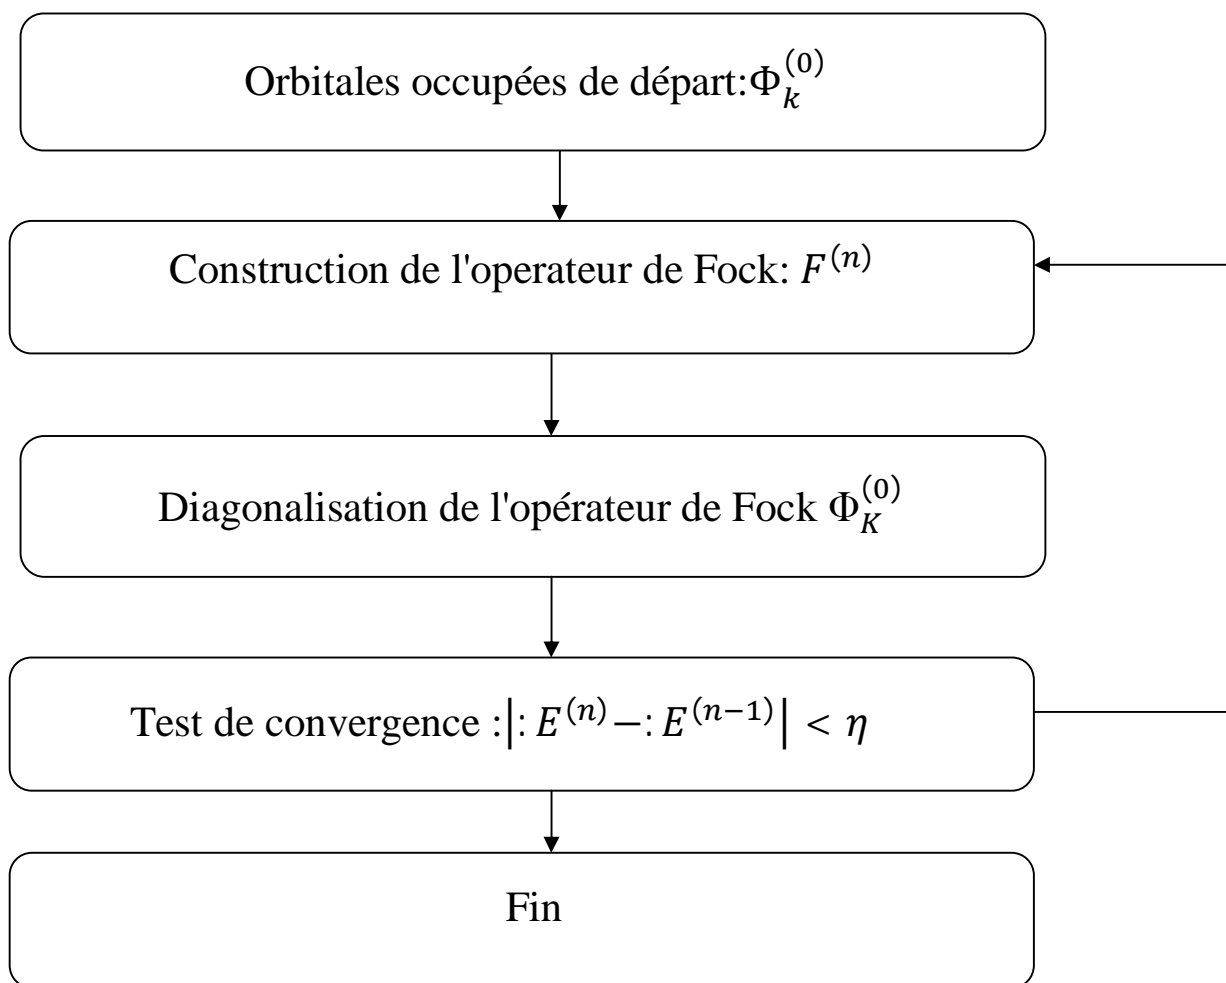 Orbitales occupées de départ:Φₖ⁽⁰⁾
Construction de l'operateur de Fock: F⁽ⁿ⁾
Diagonalisation de l'opérateur de Fock Φ_K⁽⁰⁾
Test de convergence :|: E⁽ⁿ⁾−: E⁽ⁿ⁻¹⁾| < η
Fin